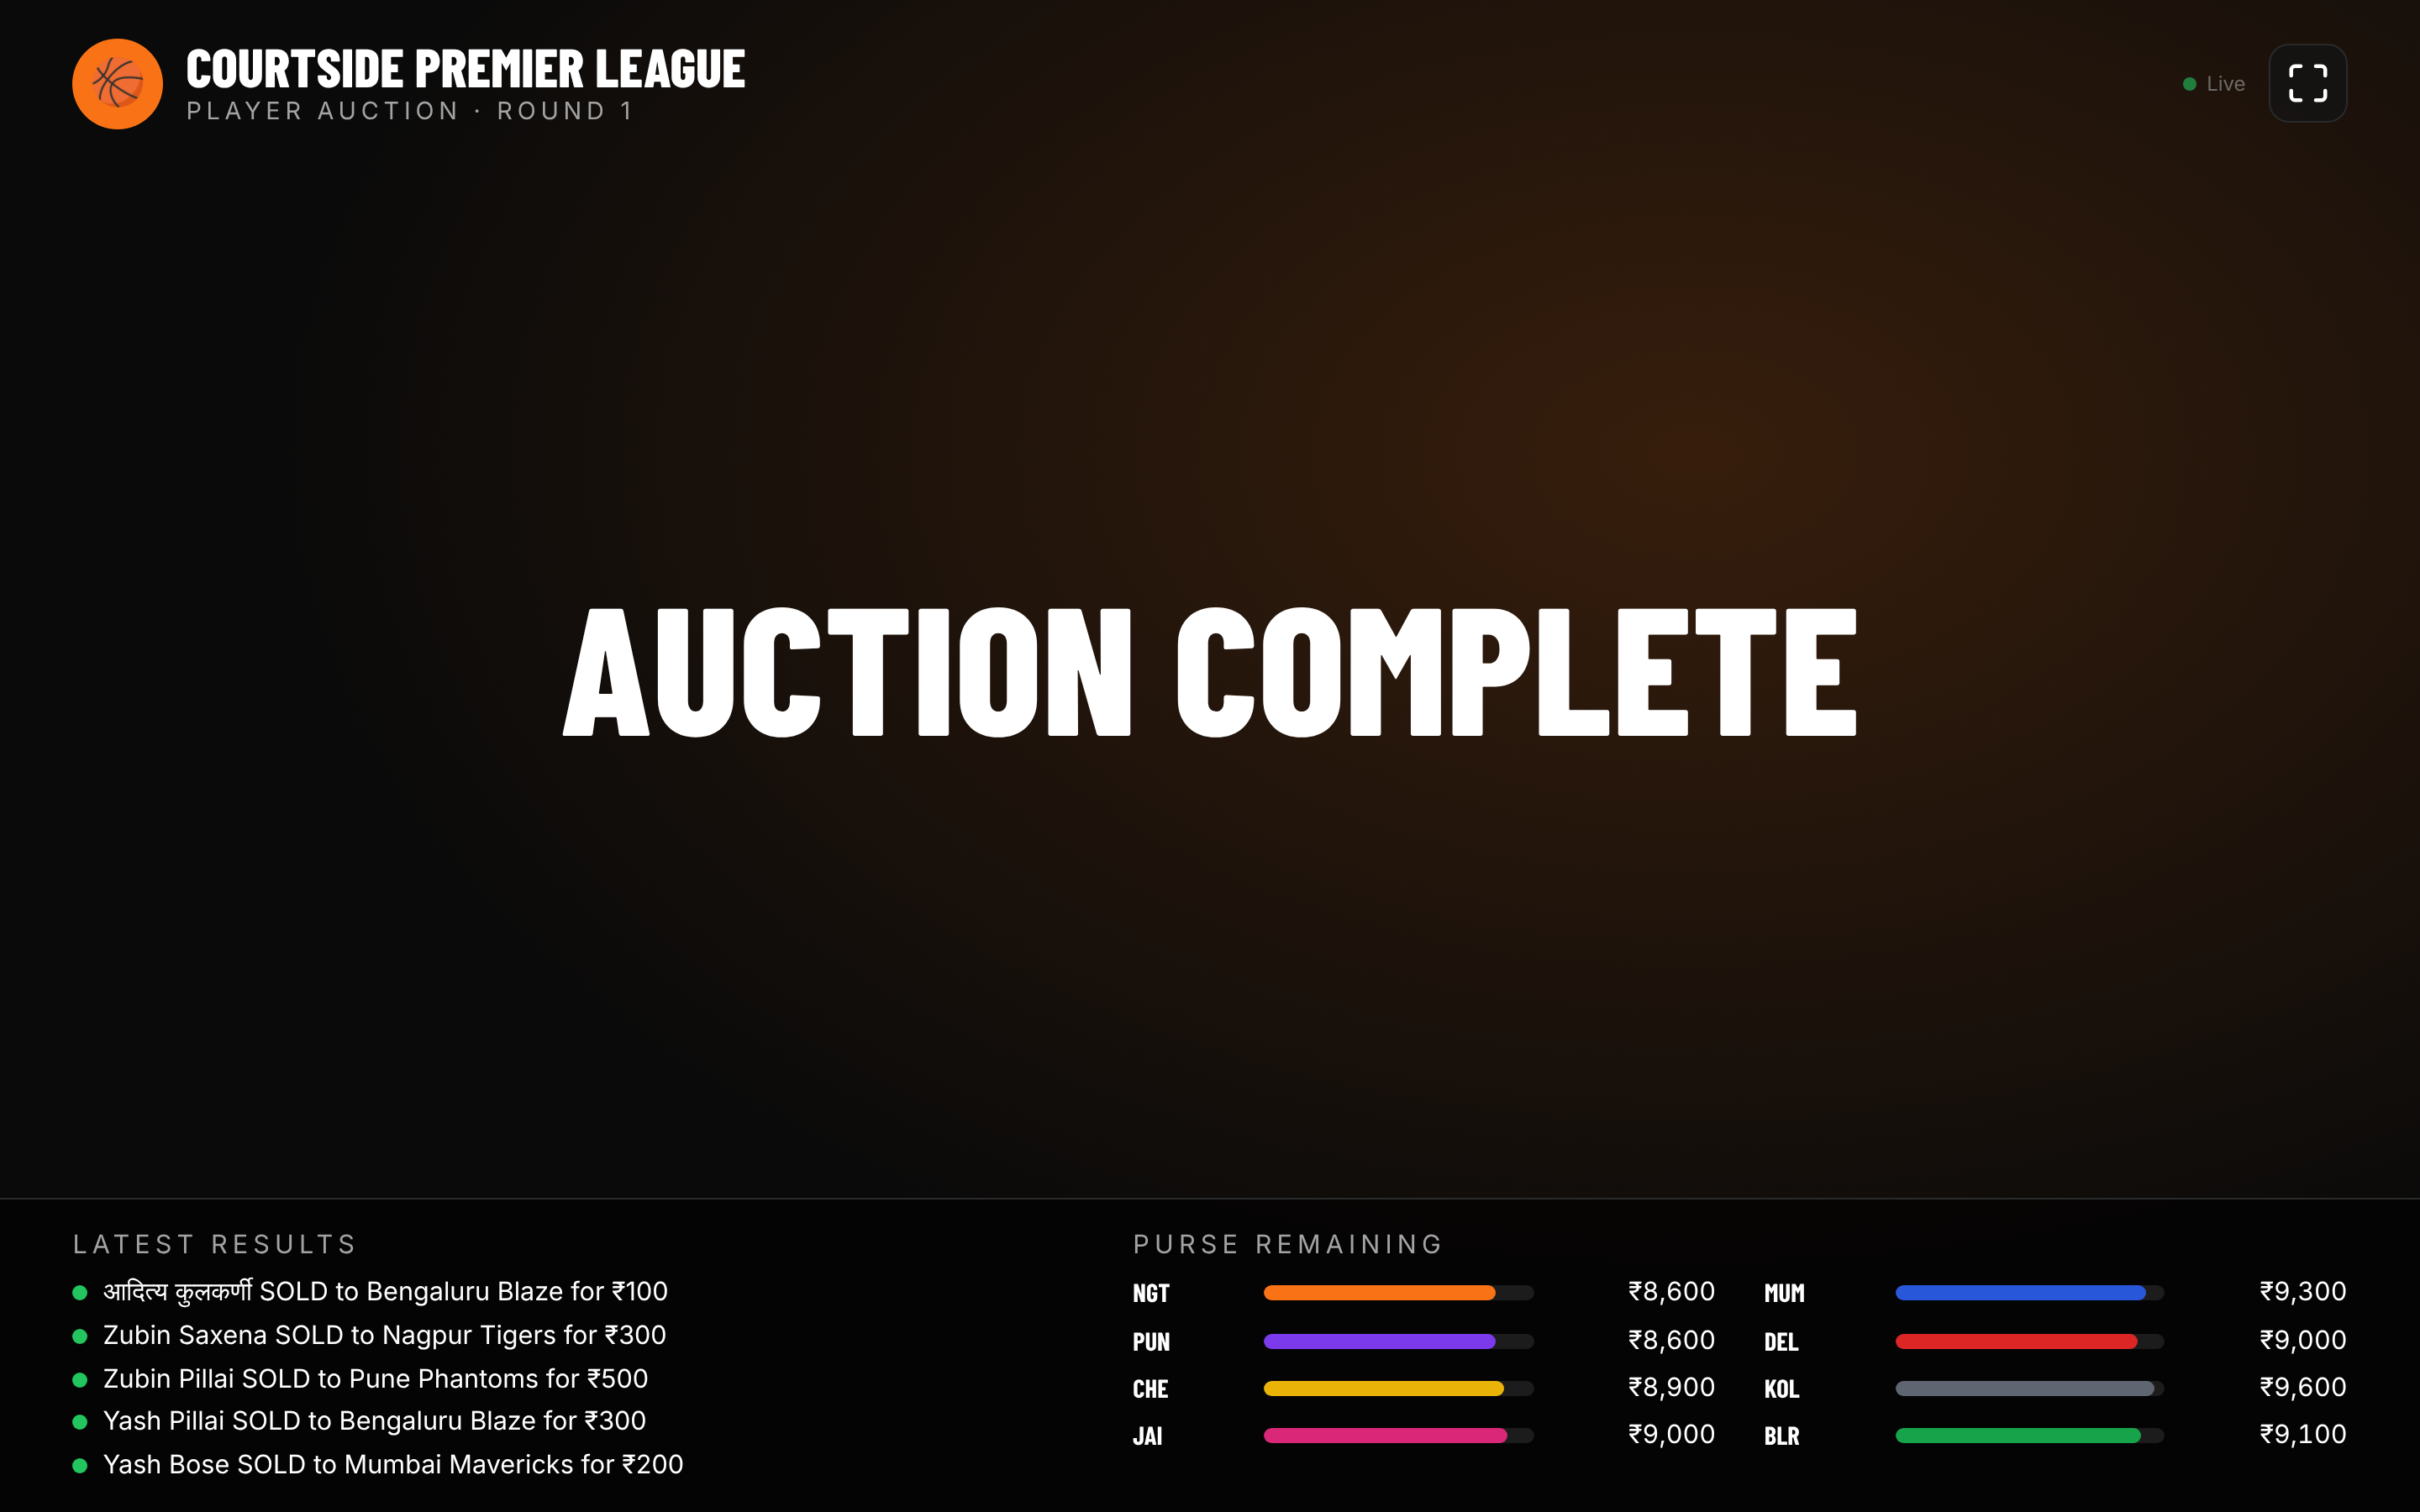 COURTSIDE PREMIER LEAGUE
PLAYER AUCTION · ROUND 1
Live
AUCTION COMPLETE
LATEST RESULTS
आदित्य कुलकर्णी SOLD to Bengaluru Blaze for ₹100
Zubin Saxena SOLD to Nagpur Tigers for ₹300
Zubin Pillai SOLD to Pune Phantoms for ₹500
Yash Pillai SOLD to Bengaluru Blaze for ₹300
Yash Bose SOLD to Mumbai Mavericks for ₹200
PURSE REMAINING
NGT ₹8,600 MUM ₹9,300
PUN ₹8,600 DEL ₹9,000
CHE ₹8,900 KOL ₹9,600
JAI ₹9,000 BLR ₹9,100